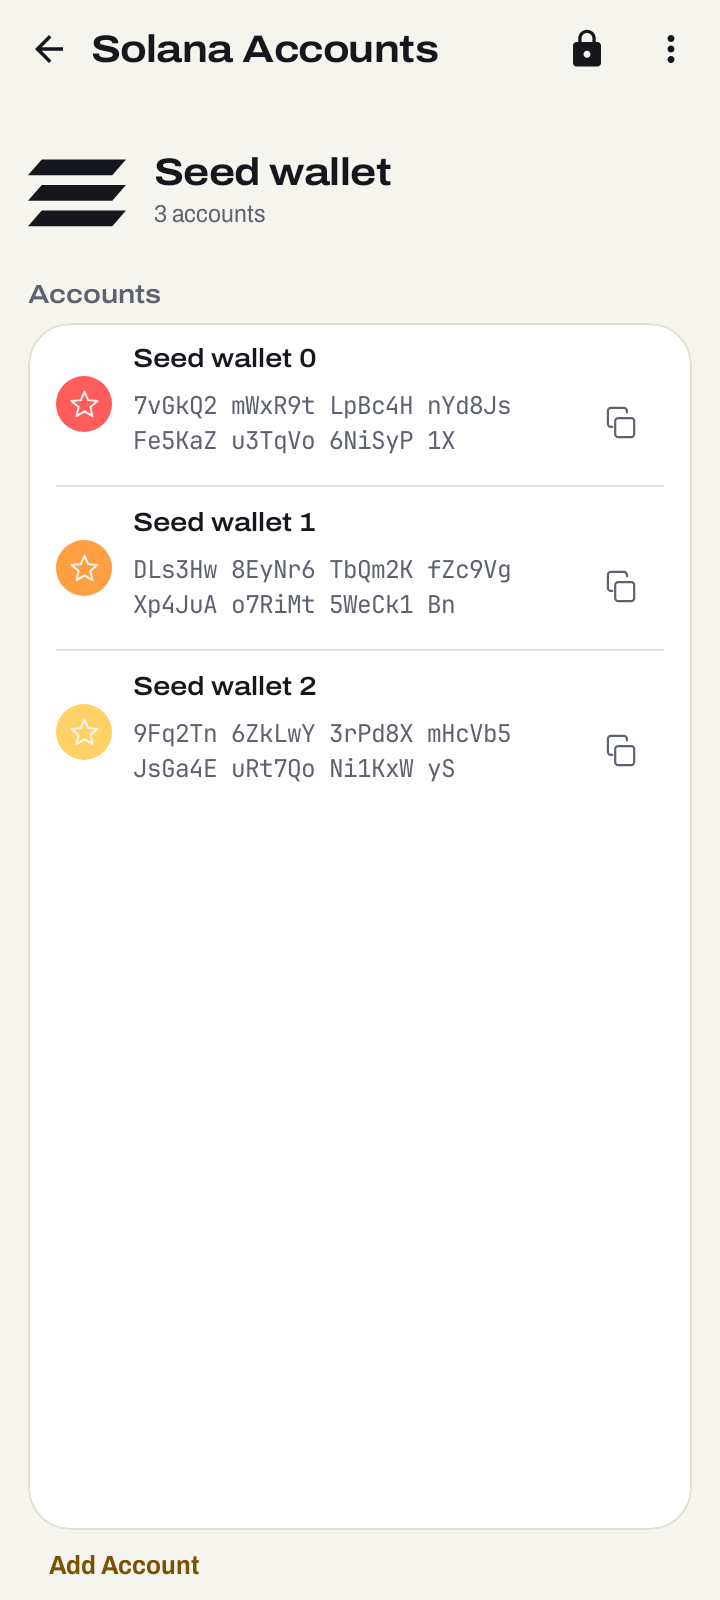 Solana Accounts
Seed wallet
3 accounts
Accounts
Seed wallet 0
7vGkQ2 mWxR9t LpBc4H nYd8Js
Fe5KaZ u3TqVo 6NiSyP 1X
Seed wallet 1
DLs3Hw 8EyNr6 TbQm2K fZc9Vg
Xp4JuA o7RiMt 5WeCk1 Bn
Seed wallet 2
9Fq2Tn 6ZkLwY 3rPd8X mHcVb5
JsGa4E uRt7Qo Ni1KxW yS
Add Account